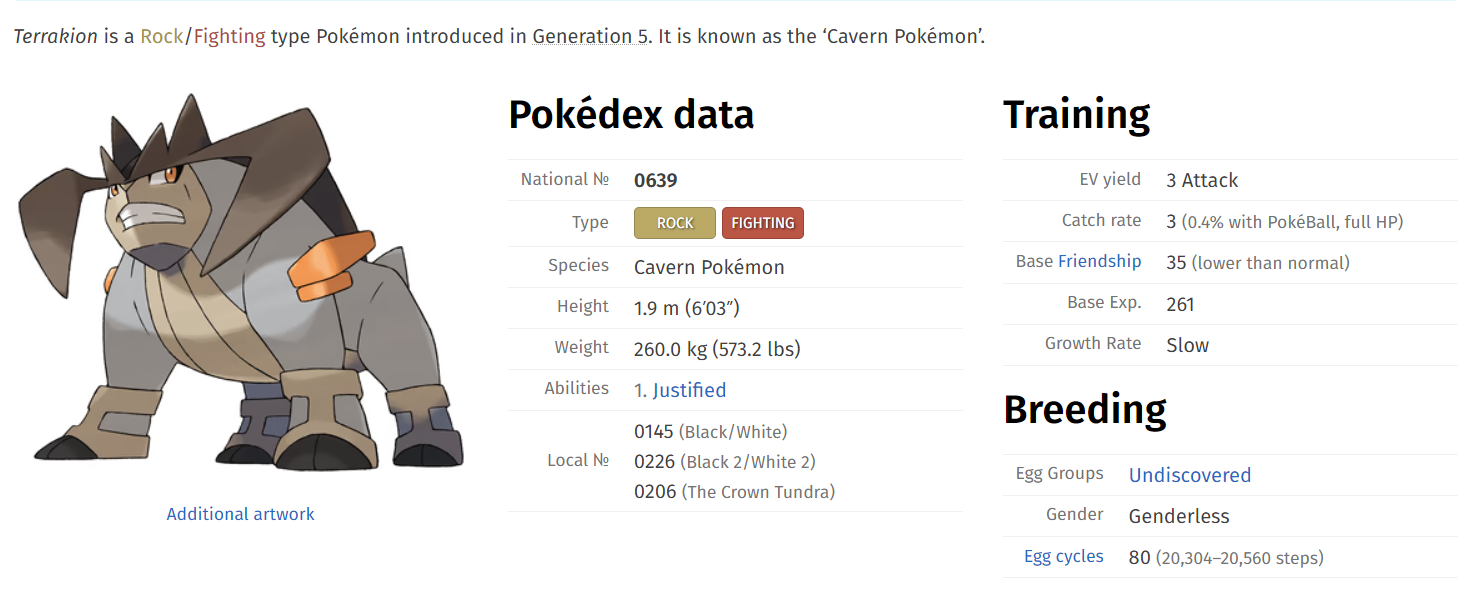 Terrakion is a Rock/Fighting type Pokémon introduced in Generation 5. It is known as the ‘Cavern Pokémon’.
Additional artwork
Pokédex data
National № 0639
Type ROCK FIGHTING
Species Cavern Pokémon
Height 1.9 m (6′03″)
Weight 260.0 kg (573.2 lbs)
Abilities 1. Justified
Local № 0145 (Black/White)
0226 (Black 2/White 2)
0206 (The Crown Tundra)
Training
EV yield 3 Attack
Catch rate 3 (0.4% with PokéBall, full HP)
Base Friendship 35 (lower than normal)
Base Exp. 261
Growth Rate Slow
Breeding
Egg Groups Undiscovered
Gender Genderless
Egg cycles 80 (20,304–20,560 steps)